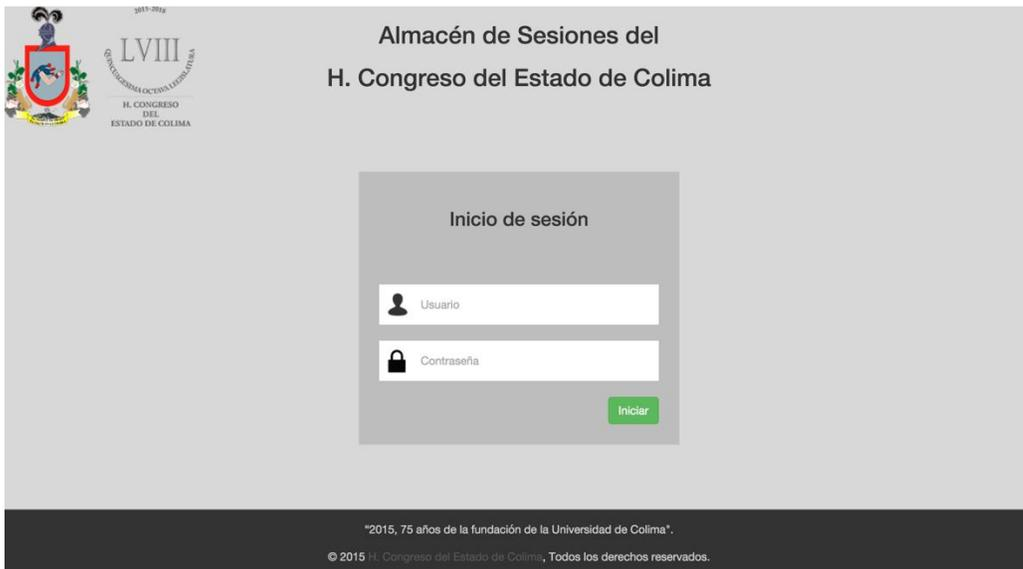 2015-2018
LVIII
QUINCUAGESIMA OCTAVA LEGISLATURA
H. CONGRESO
DEL
ESTADO DE COLIMA
Almacén de Sesiones del
H. Congreso del Estado de Colima
Inicio de sesión
Usuario
Contraseña
Iniciar
"2015, 75 años de la fundación de la Universidad de Colima".
© 2015 H. Congreso del Estado de Colima, Todos los derechos reservados.